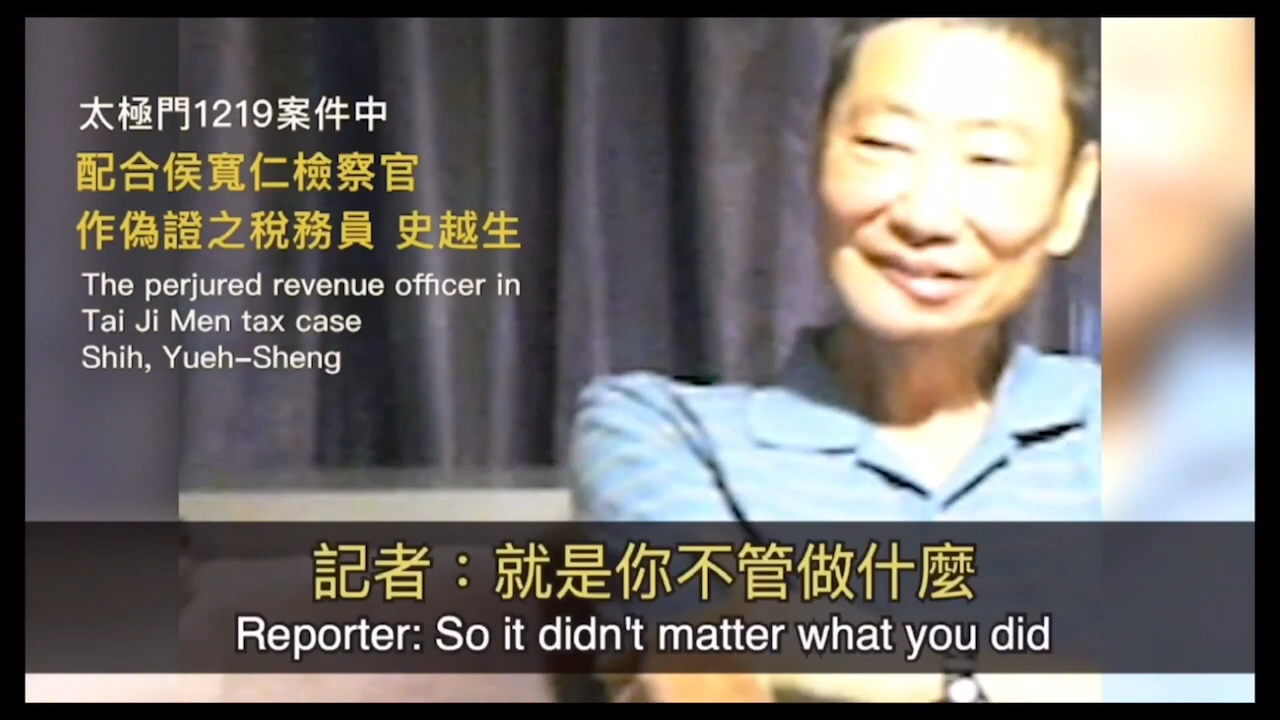 太極門1219案件中
配合侯寬仁檢察官
作偽證之稅務員 史越生
The perjured revenue officer in
Tai Ji Men tax case
Shih, Yueh-Sheng
記者：就是你不管做什麼
Reporter: So it didn't matter what you did